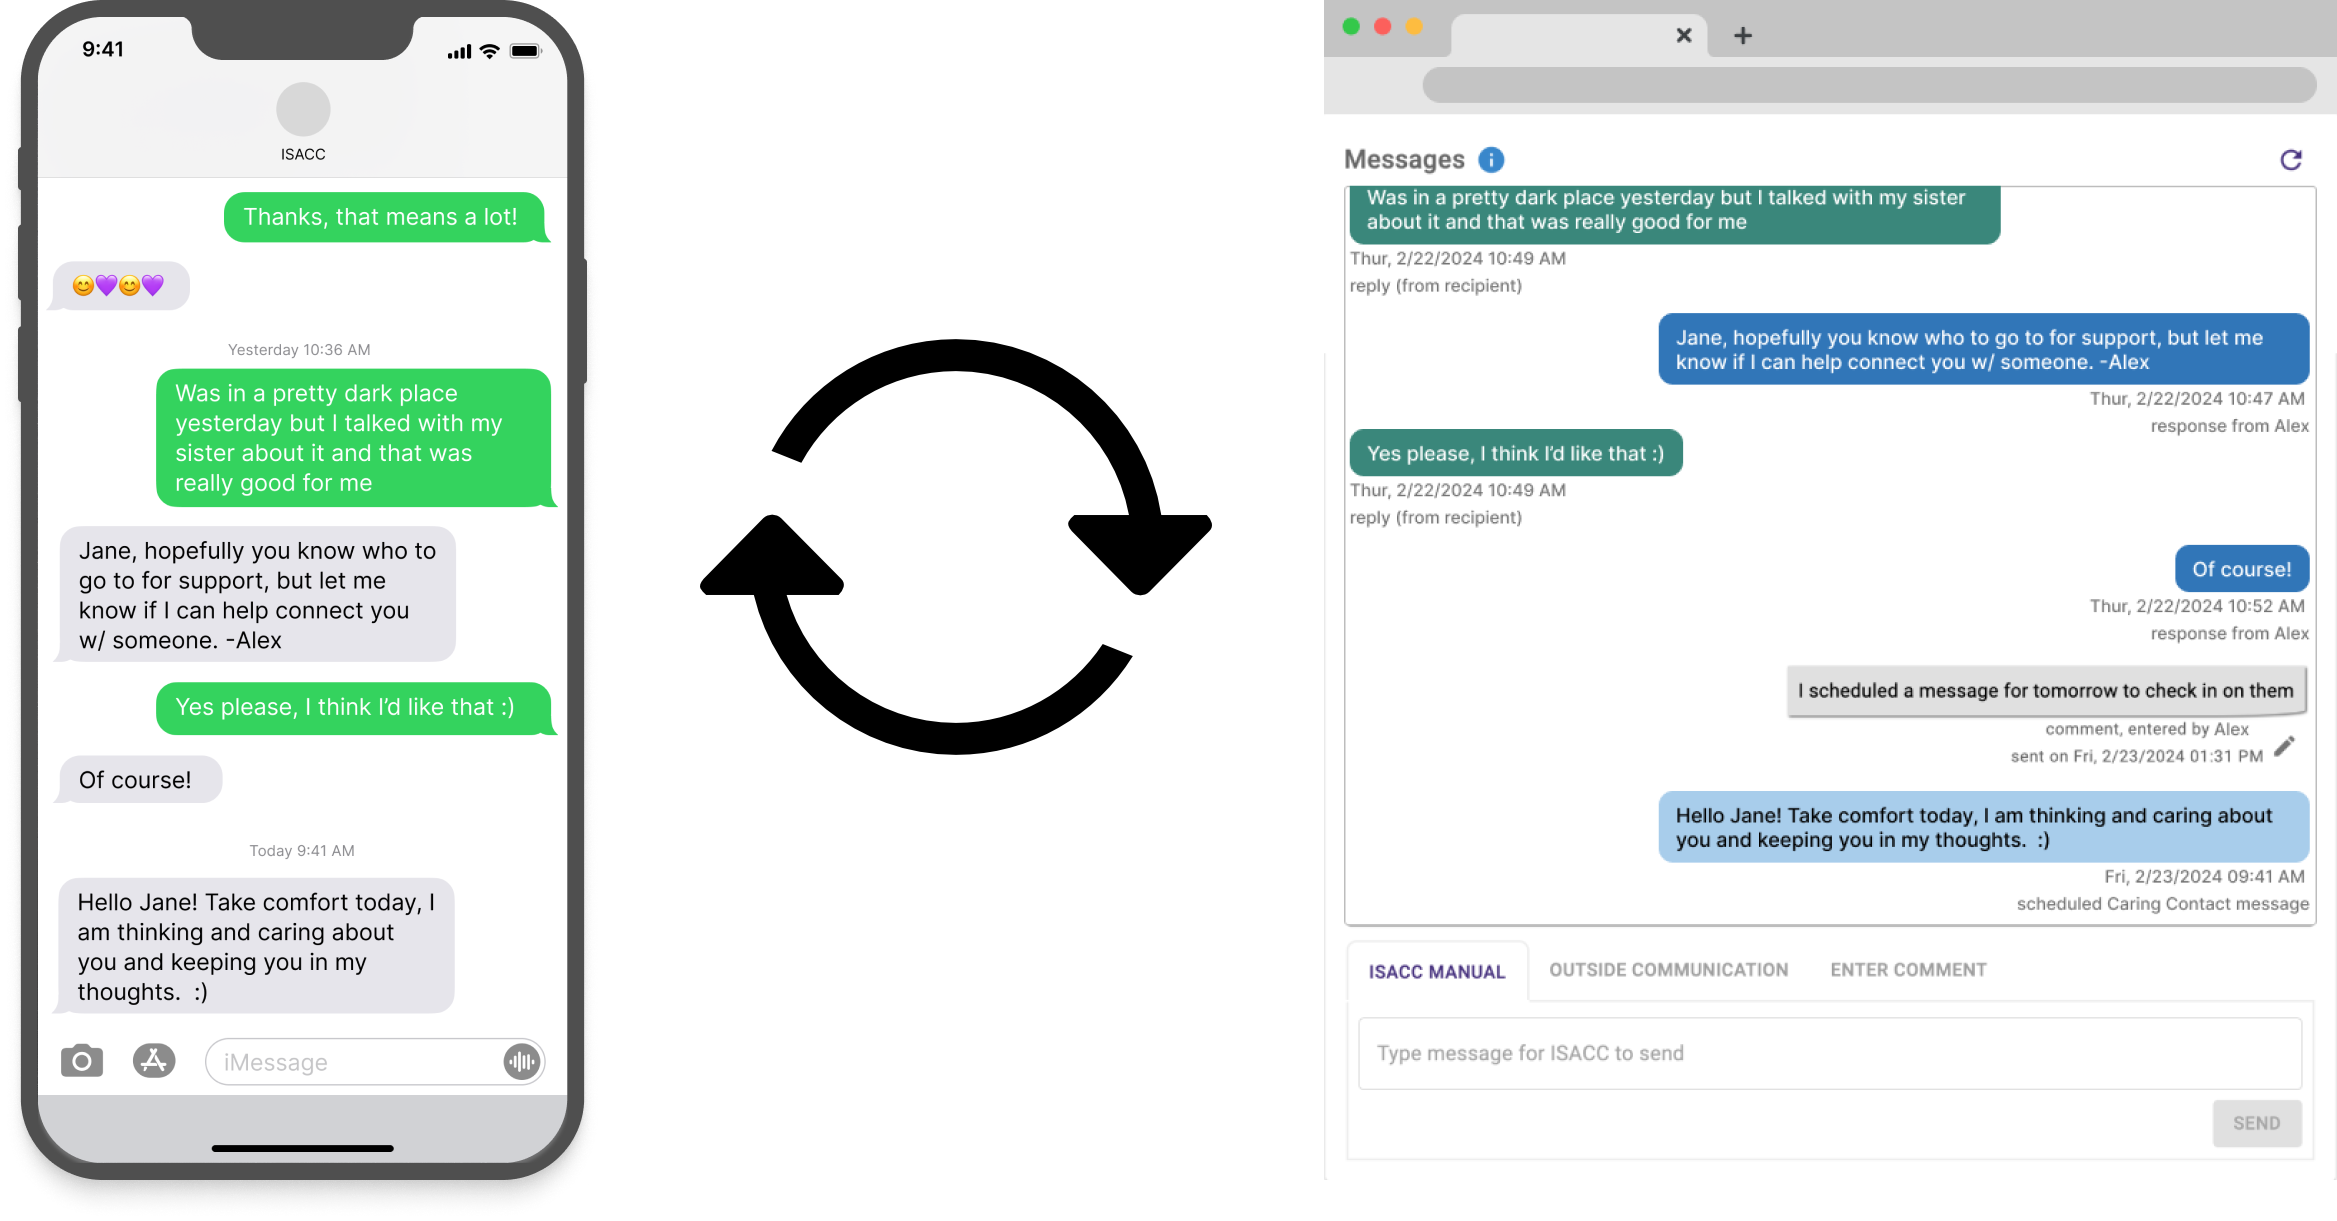 9:41
ISACC
Thanks, that means a lot!
😊💜😊💜
Yesterday 10:36 AM
Was in a pretty dark place
yesterday but I talked with my
sister about it and that was
really good for me
Jane, hopefully you know who to
go to for support, but let me
know if I can help connect you
w/ someone. -Alex
Yes please, I think I’d like that :)
Of course!
Today 9:41 AM
Hello Jane! Take comfort today, I
am thinking and caring about
you and keeping you in my
thoughts.  :)
iMessage
Messages
Was in a pretty dark place yesterday but I talked with my sister
about it and that was really good for me
Thur, 2/22/2024 10:49 AM
reply (from recipient)
Jane, hopefully you know who to go to for support, but let me
know if I can help connect you w/ someone. -Alex
Thur, 2/22/2024 10:47 AM
response from Alex
Yes please, I think I’d like that :)
Thur, 2/22/2024 10:49 AM
reply (from recipient)
Of course!
Thur, 2/22/2024 10:52 AM
response from Alex
I scheduled a message for tomorrow to check in on them
comment, entered by Alex
sent on Fri, 2/23/2024 01:31 PM
Hello Jane! Take comfort today, I am thinking and caring about
you and keeping you in my thoughts.  :)
Fri, 2/23/2024 09:41 AM
scheduled Caring Contact message
ISACC MANUAL
OUTSIDE COMMUNICATION
ENTER COMMENT
Type message for ISACC to send
SEND